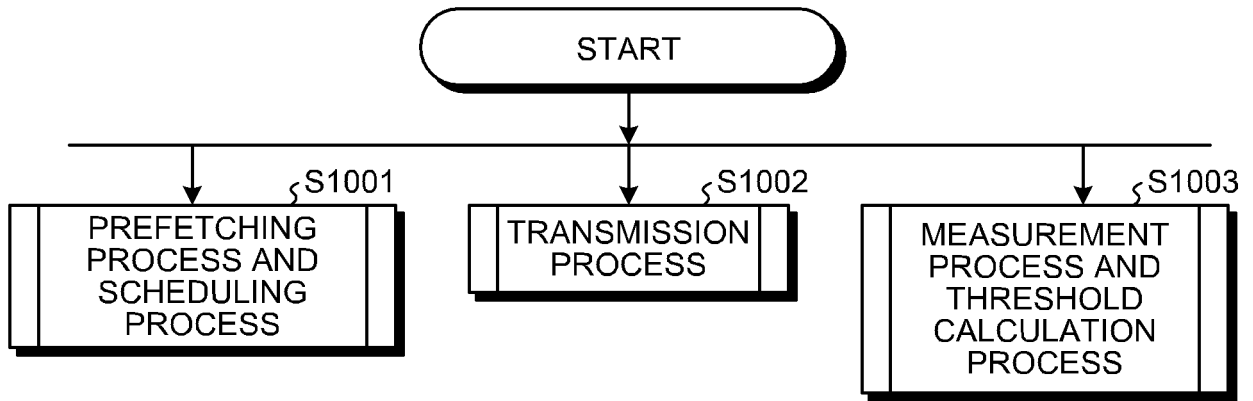 START
S1001
PREFETCHING
PROCESS AND
SCHEDULING
PROCESS
S1002
TRANSMISSION
PROCESS
S1003
MEASUREMENT
PROCESS AND
THRESHOLD
CALCULATION
PROCESS